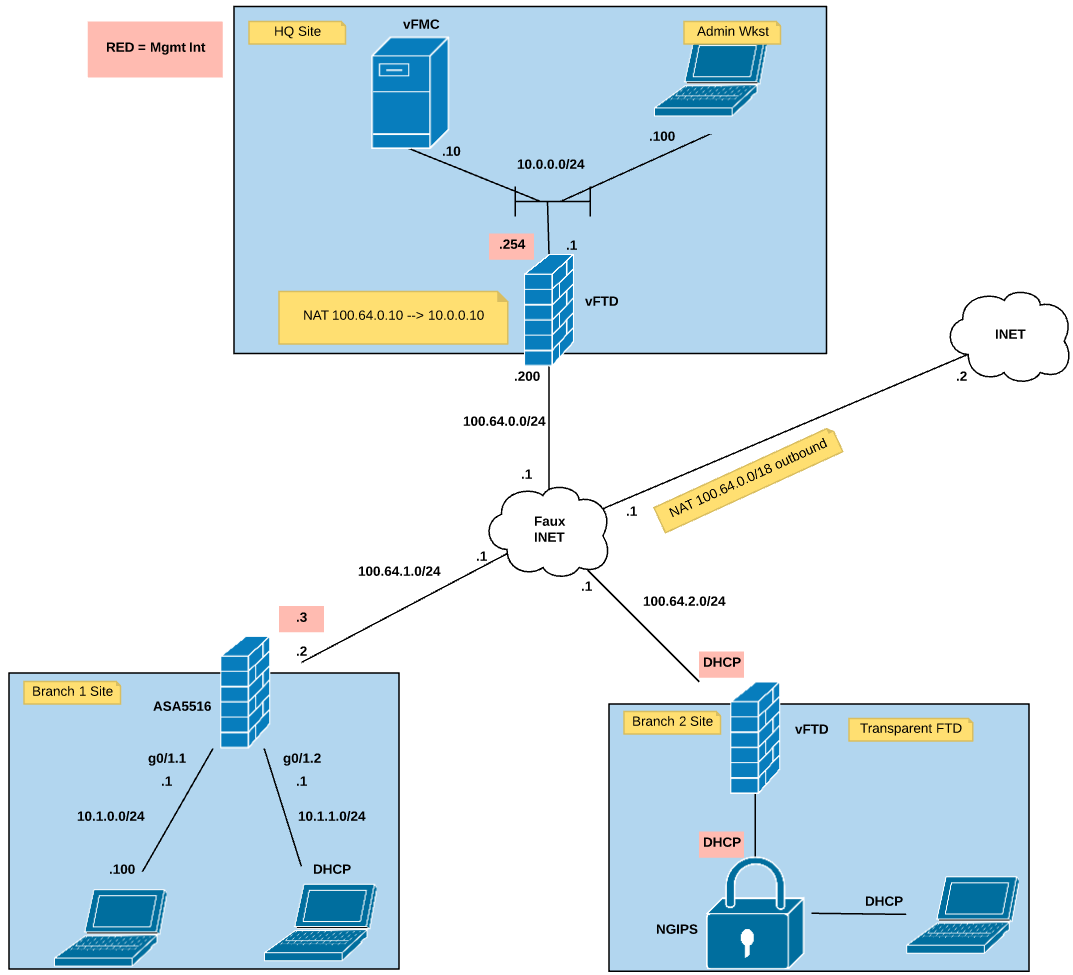 RED = Mgmt Int
HQ Site
vFMC
Admin Wkst
.10
.100
10.0.0.0/24
.254
.1
vFTD
NAT 100.64.0.10 --> 10.0.0.10
.200
100.64.0.0/24
.1
INET
.2
NAT 100.64.0.0/18 outbound
.1
Faux
INET
.1
100.64.1.0/24
.1
100.64.2.0/24
.3
.2
DHCP
Branch 1 Site
ASA5516
g0/1.1
.1
g0/1.2
.1
10.1.0.0/24
10.1.1.0/24
.100
DHCP
Branch 2 Site
vFTD
Transparent FTD
DHCP
NGIPS
DHCP